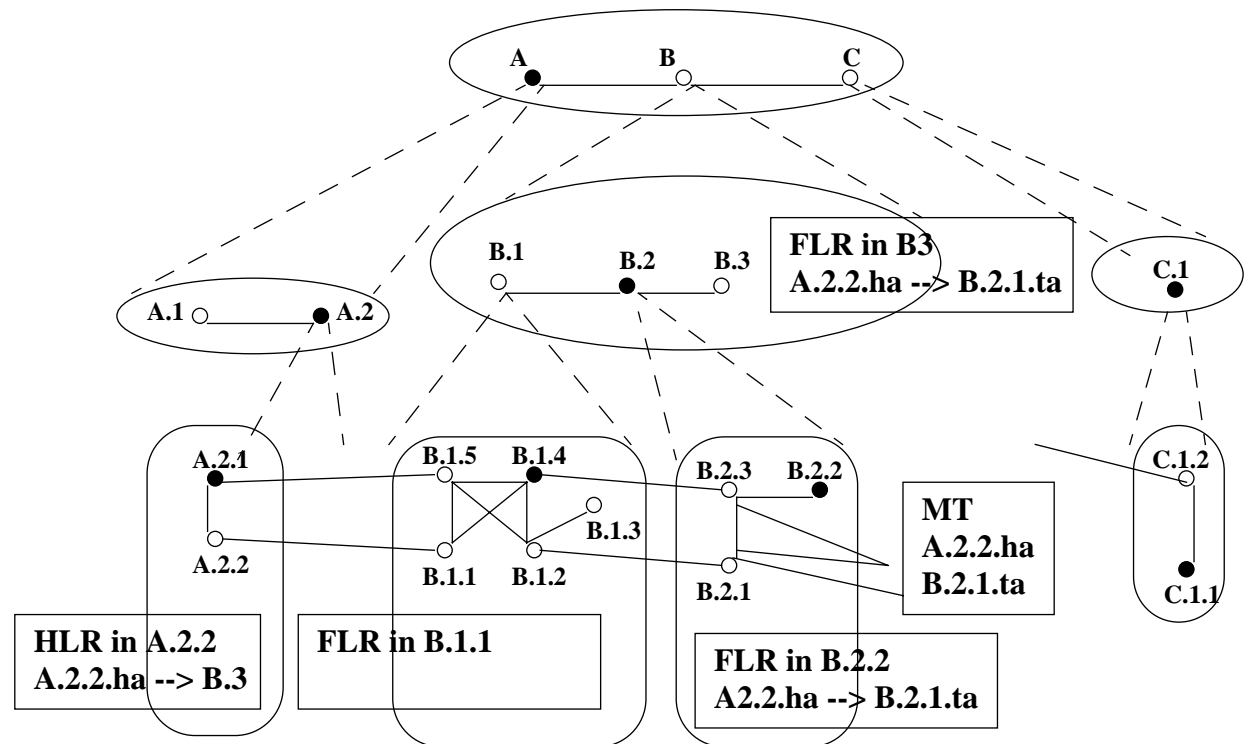 A
B
C
B.1
B.2
B.3
FLR in B3
A.2.2.ha --> B.2.1.ta
C.1
A.1
A.2
A.2.1
B.1.5
B.1.4
B.2.3
B.2.2
C.1.2
B.1.3
A.2.2
B.1.1
B.1.2
B.2.1
MT
A.2.2.ha
B.2.1.ta
C.1.1
HLR in A.2.2
A.2.2.ha --> B.3
FLR in B.1.1
FLR in B.2.2
A2.2.ha --> B.2.1.ta